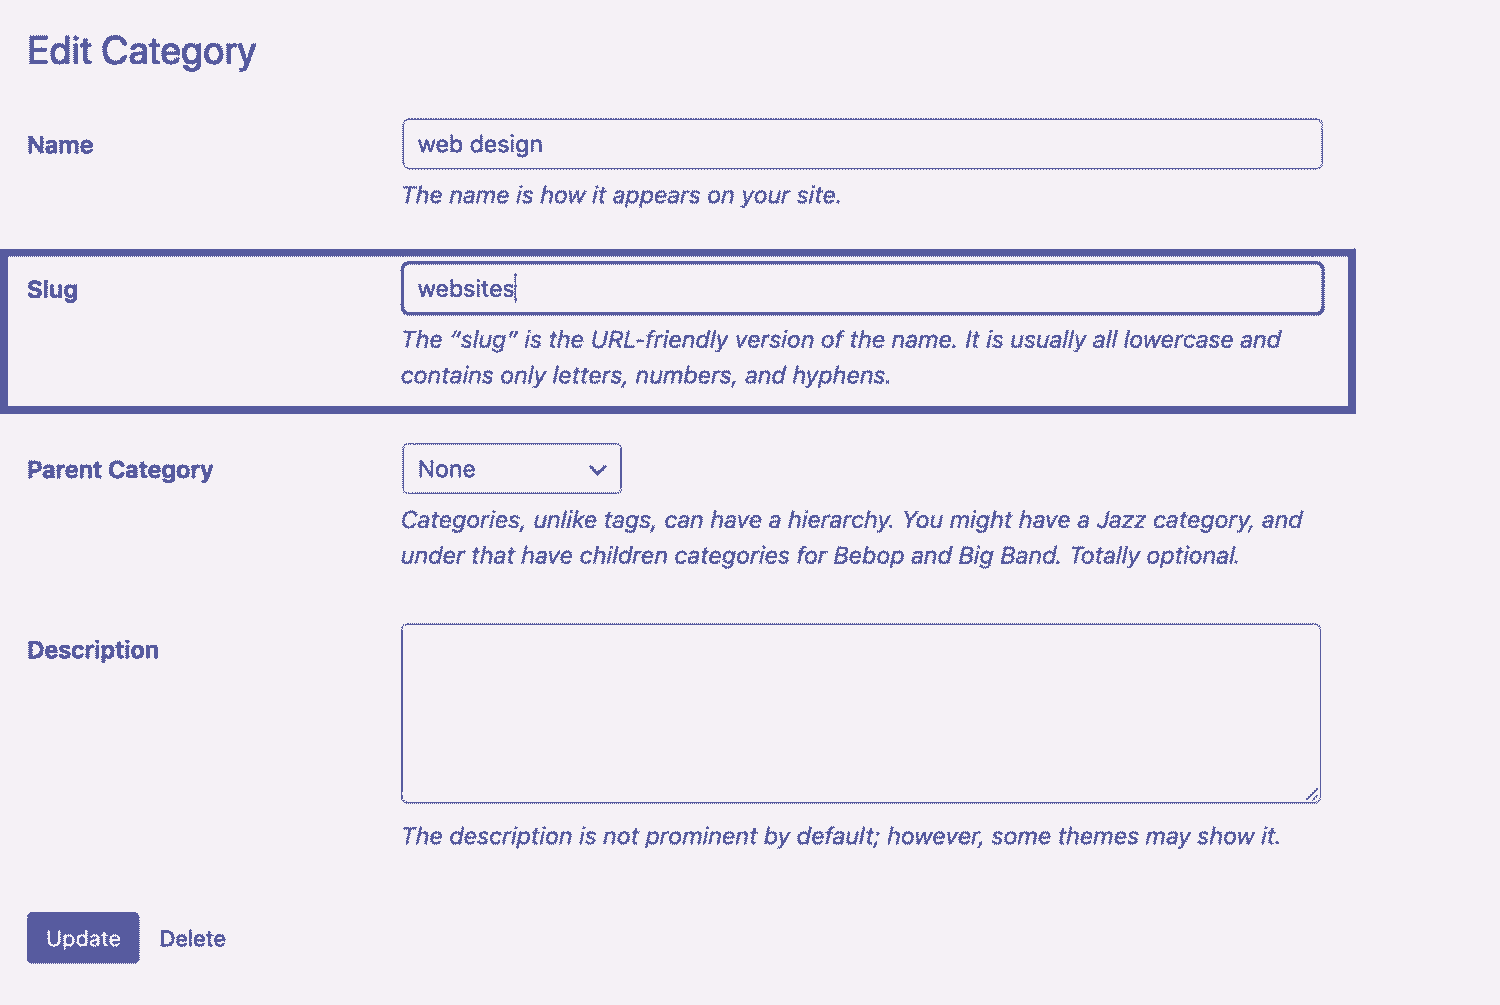 Edit Category
Name
web design
The name is how it appears on your site.
Slug
websites
The “slug” is the URL-friendly version of the name. It is usually all lowercase and
contains only letters, numbers, and hyphens.
Parent Category
None
Categories, unlike tags, can have a hierarchy. You might have a Jazz category, and
under that have children categories for Bebop and Big Band. Totally optional.
Description
The description is not prominent by default; however, some themes may show it.
Update
Delete